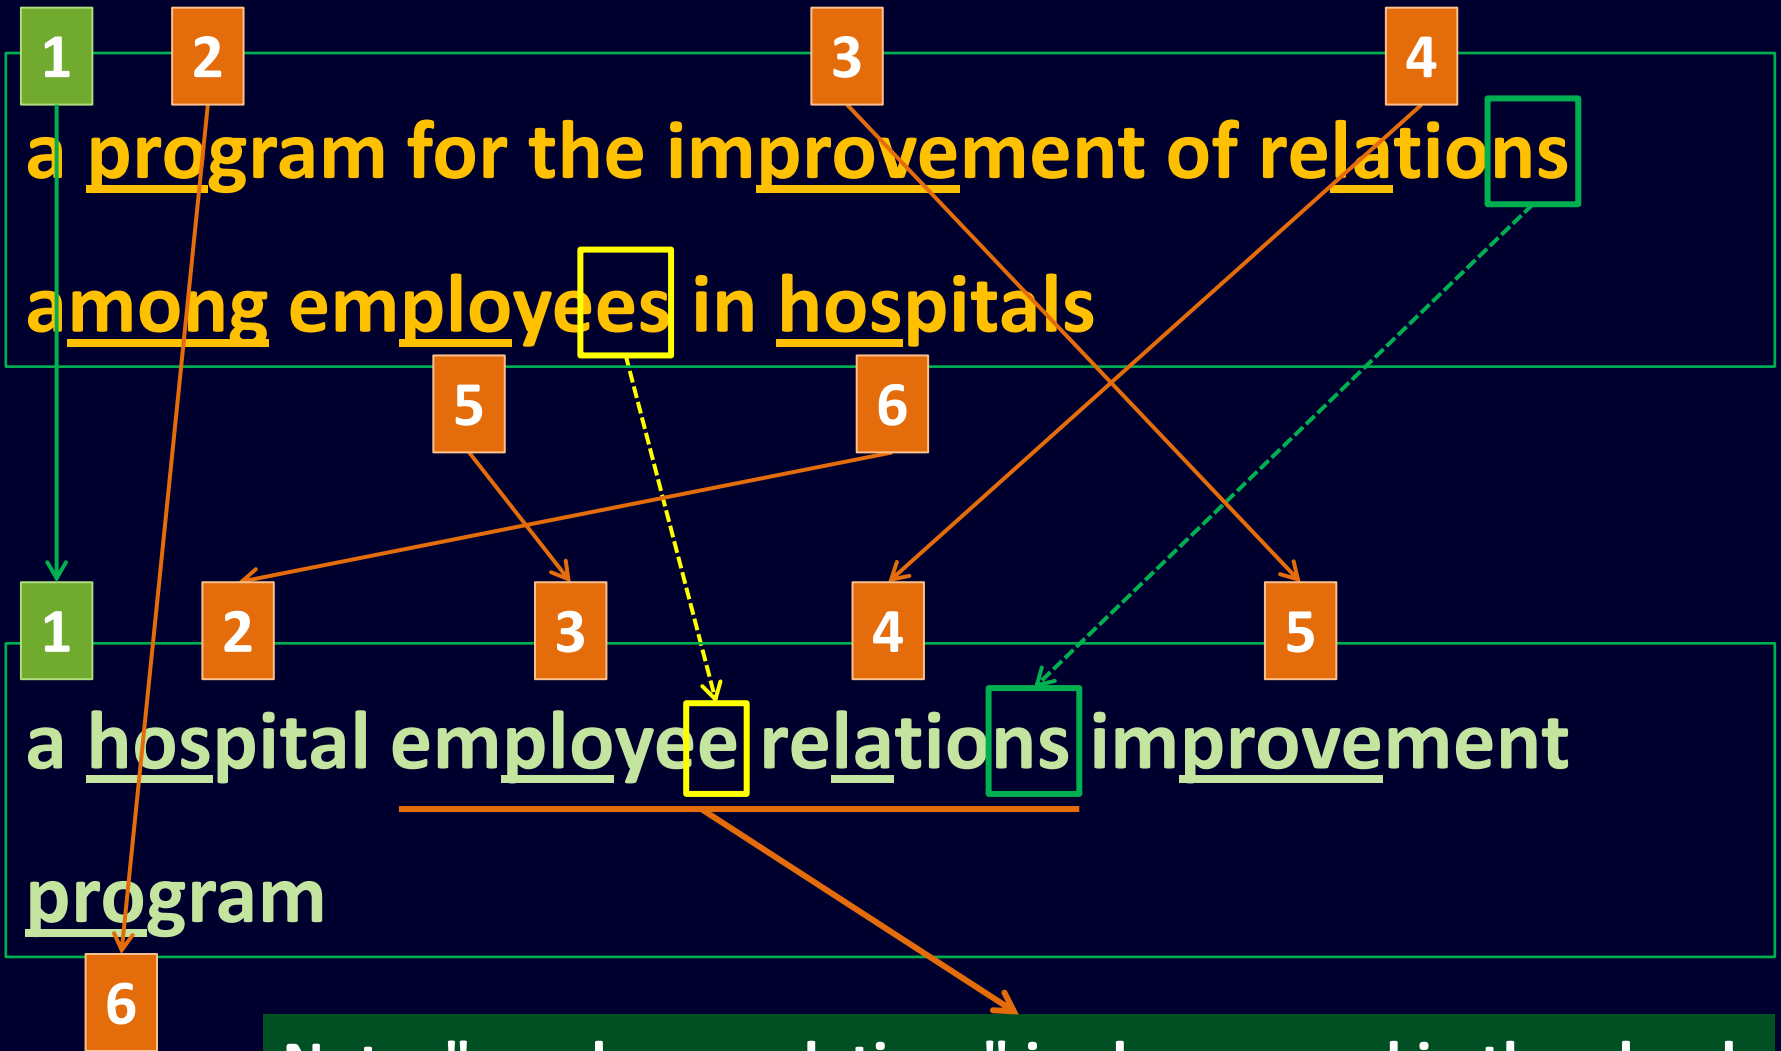 1 2 3 4
a program for the improvement of relations
among employees in hospitals
5 6
1 2 3 4 5
a hospital employee relations improvement
program
6